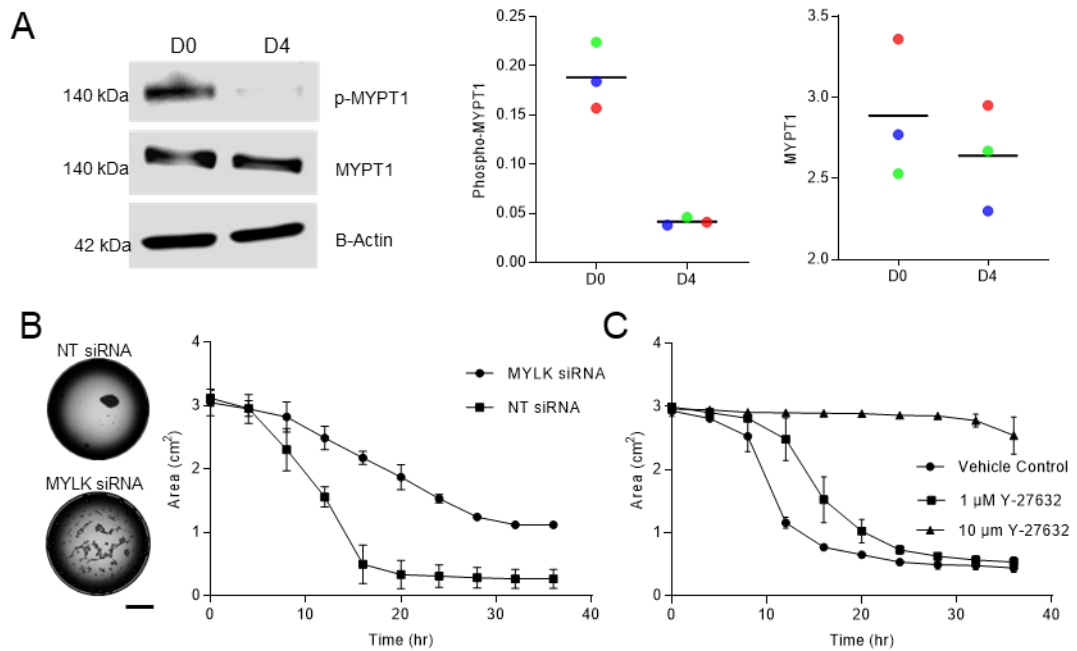 A
D0 D4
140 kDa p-MYPT1
140 kDa MYPT1
42 kDa B-Actin
Phospho-MYPT1
0.25
0.20
0.15
0.10
0.05
0.00
D0 D4
MYPT1
3.5
3.0
2.5
2.0
D0 D4
B
NT siRNA
MYLK siRNA
Area (cm2)
4
3
2
1
0
0 10 20 30 40
Time (hr)
MYLK siRNA
NT siRNA
C
Area (cm2)
4
3
2
1
0
0 10 20 30 40
Time (hr)
Vehicle Control
1 µM Y-27632
10 µm Y-27632